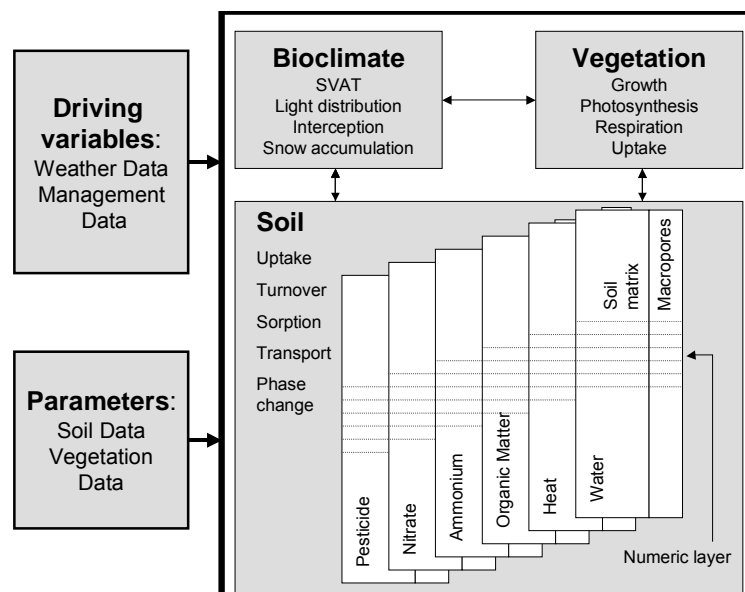 Driving
variables:
Weather Data
Management
Data
Parameters:
Soil Data
Vegetation
Data
Bioclimate
SVAT
Light distribution
Interception
Snow accumulation
Vegetation
Growth
Photosynthesis
Respiration
Uptake
Soil
Uptake
Turnover
Sorption
Transport
Phase
change
Pesticide
Nitrate
Ammonium
Organic Matter
Heat
Water
Soil
matrix
Macropores
Numeric layer